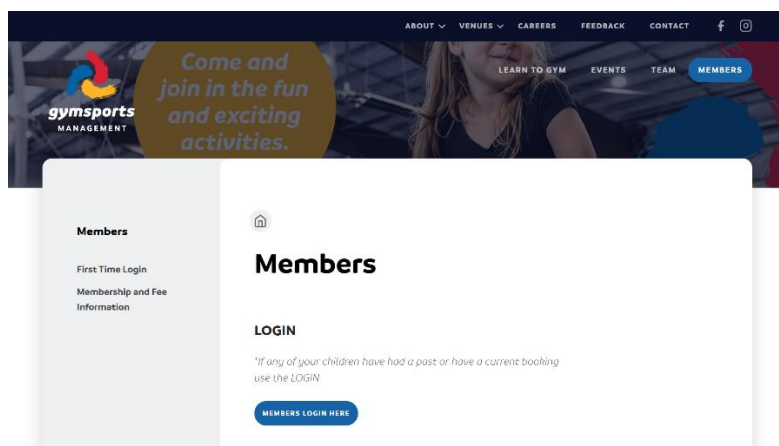 ABOUT VENUES CAREERS FEEDBACK CONTACT
Come and
join in the fun
and exciting
activities.
LEARN TO GYM EVENTS TEAM MEMBERS
gymsports
MANAGEMENT
Members
First Time Login
Membership and Fee
Information
Members
LOGIN
*If any of your children have had a past or have a current booking
use the LOGIN
MEMBERS LOGIN HERE